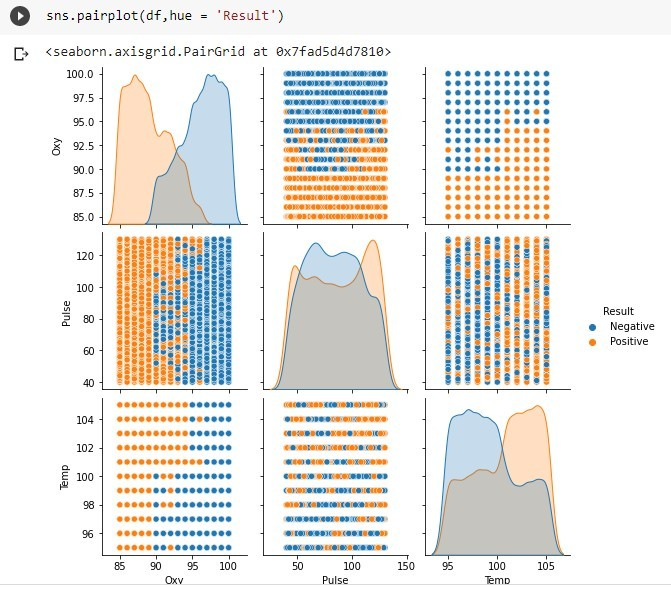 sns.pairplot(df,hue = 'Result')
<seaborn.axisgrid.PairGrid at 0x7fad5d4d7810>
100.0
97.5
95.0
92.5
90.0
87.5
85.0
Oxy
120
100
80
60
40
Pulse
Result
Negative
Positive
104
102
100
98
96
Temp
85 90 95 100
50 100 150
95 100 105
Oxy
Pulse
Temp